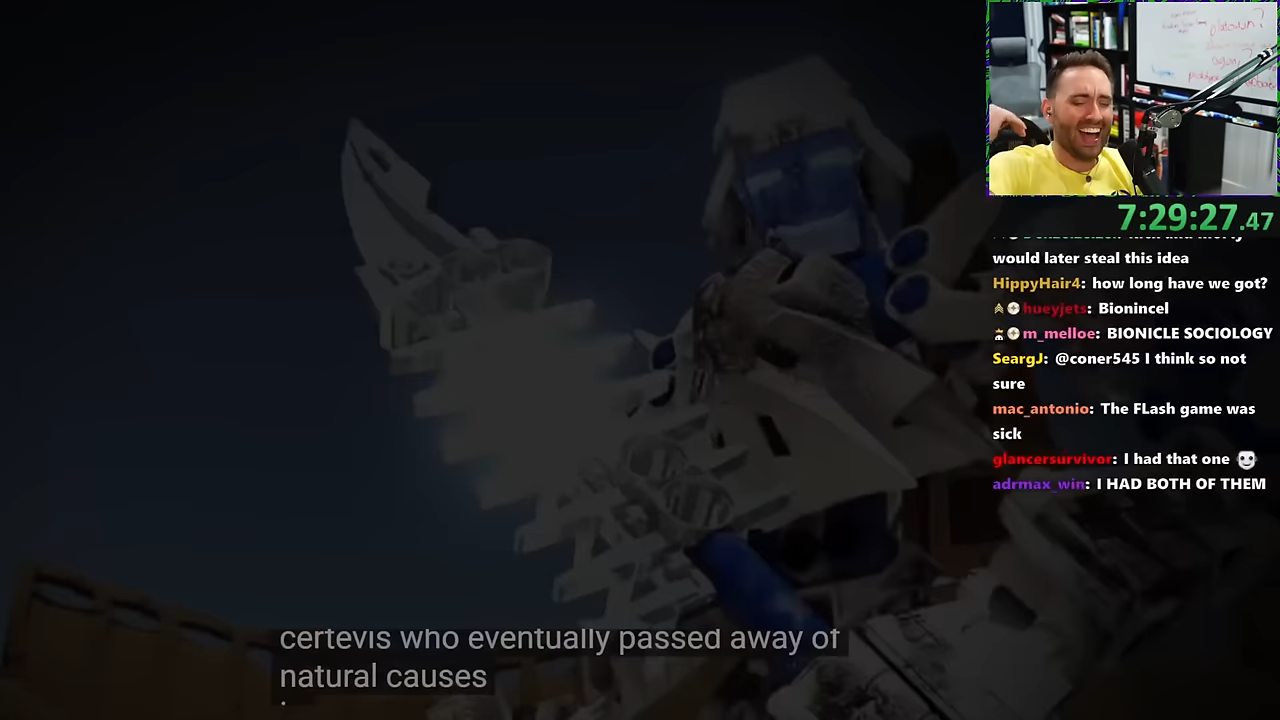 platowin?
7:29:27.47
would later steal this idea
HippyHair4: how long have we got?
hueyjets: Bionincel
m_melloe: BIONICLE SOCIOLOGY
SeargJ: @coner545 I think so not
sure
mac_antonio: The FLash game was
sick
glancersurvivor: I had that one
adrmax_win: I HAD BOTH OF THEM
certevis who eventually passed away of
natural causes